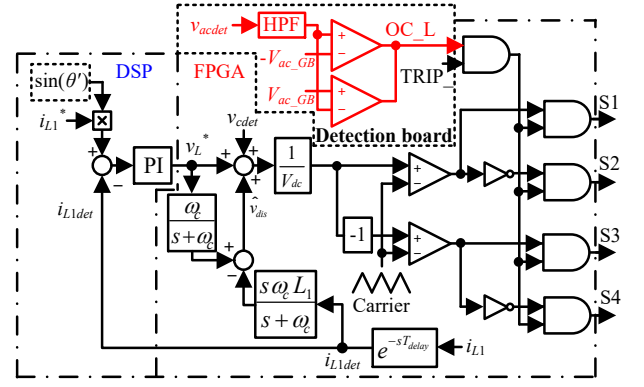 v_acdet HPF OC_L
DSP FPGA -V_ac_GB TRIP_
sin(θ′) V_ac_GB S1
i_L1* × v_L* v_cdet Detection board
+ − PI + + + 1/V_dc + − S2
i_L1det ω_c/(s+ω_c) v̂_dis -1 + − S3
+ − Carrier
sω_cL_1/(s+ω_c) S4
i_L1det e^{-sT_delay} i_L1